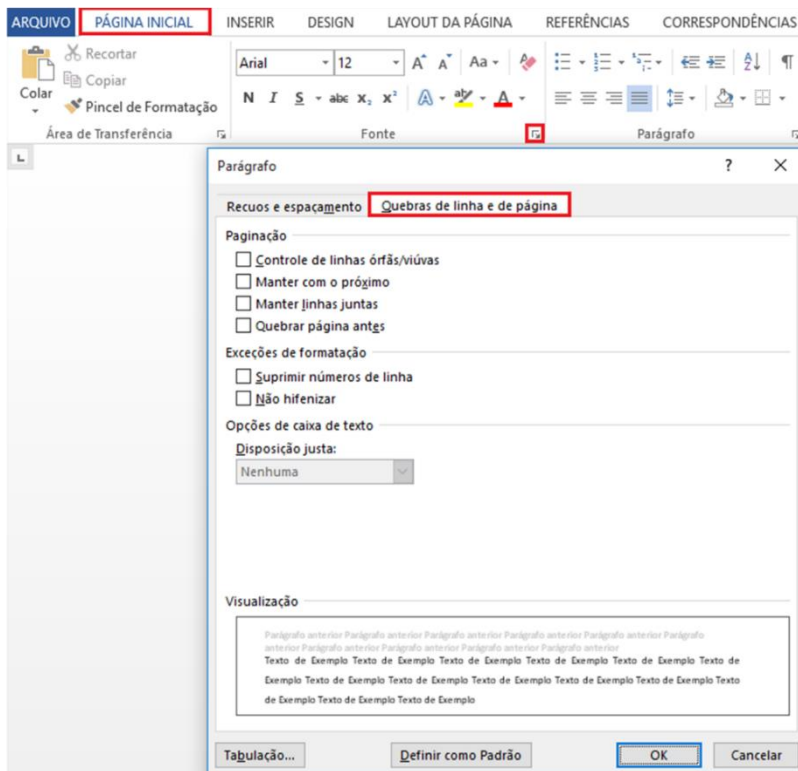 ARQUIVO PÁGINA INICIAL INSERIR DESIGN LAYOUT DA PÁGINA REFERÊNCIAS CORRESPONDÊNCIAS
Recortar
Copiar
Colar
Pincel de Formatação
Área de Transferência
Arial 12 A A Aa
N I S abc x₂ x² A ab A
Fonte
Parágrafo
Parágrafo ? X
Recuos e espaçamento Quebras de linha e de página
Paginação
Controle de linhas órfãs/viúvas
Manter com o próximo
Manter linhas juntas
Quebrar página antes
Exceções de formatação
Suprimir números de linha
Não hifenizar
Opções de caixa de texto
Disposição justa:
Nenhuma
Visualização
Parágrafo anterior Parágrafo anterior Parágrafo anterior Parágrafo anterior Parágrafo anterior Parágrafo
anterior Parágrafo anterior Parágrafo anterior Parágrafo anterior Parágrafo anterior
Texto de Exemplo Texto de Exemplo Texto de Exemplo Texto de Exemplo Texto de Exemplo Texto de
Exemplo Texto de Exemplo Texto de Exemplo Texto de Exemplo Texto de Exemplo Texto de Exemplo Texto
de Exemplo Texto de Exemplo Texto de Exemplo
Tabulação... Definir como Padrão OK Cancelar